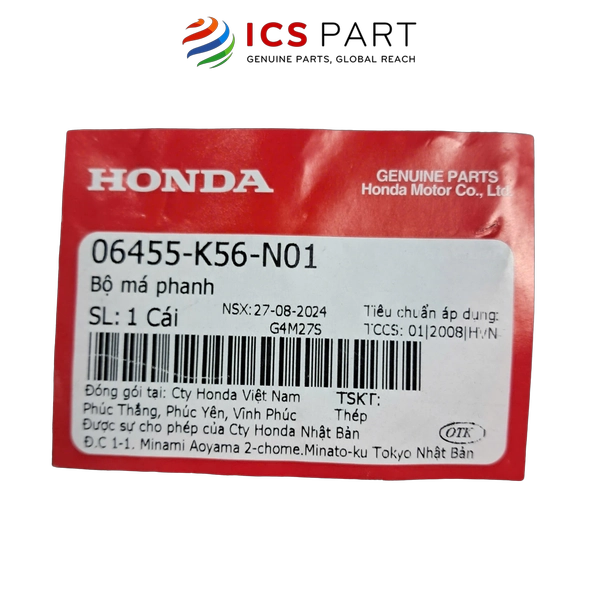 ICS PART
GENUINE PARTS, GLOBAL REACH
HONDA
GENUINE PARTS
Honda Motor Co., Ltd
06455-K56-N01
Bộ má phanh
SL: 1 Cái
NSX: 27-08-2024
G4M27S
Tiêu chuẩn áp dụng:
TCCS: 01|2008|HVN
Đóng gói tại: Cty Honda Việt Nam
Phúc Thắng, Phúc Yên, Vĩnh Phúc
TSKT:
Thép
Được sự cho phép của Cty Honda Nhật Bản
Đ.C 1-1. Minami Aoyama 2-chome.Minato-ku Tokyo Nhật Bản
OTK